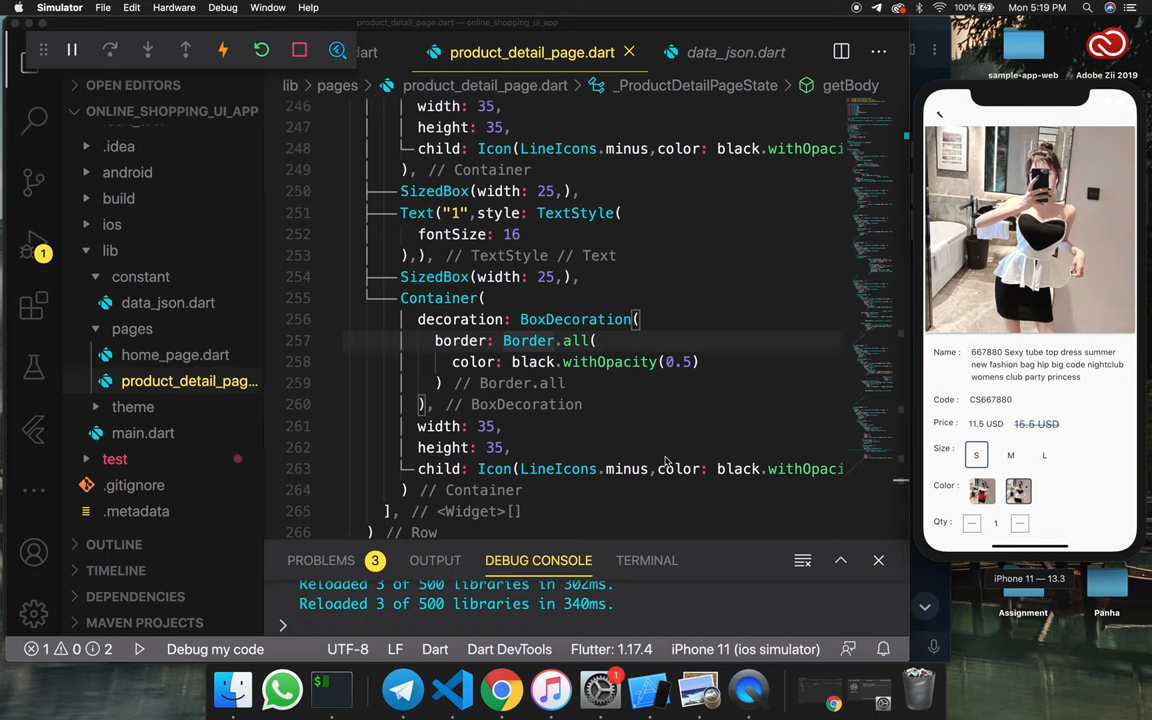 Simulator File Edit Hardware Debug Window Help 100% Mon 5:19 PM
product_detail_page.dart — online_shopping_ui_app
dart product_detail_page.dart data_json.dart
lib pages product_detail_page.dart _ProductDetailPageState getBody
OPEN EDITORS
ONLINE_SHOPPING_UI_APP
.idea
android
build
ios
lib
constant
data_json.dart
pages
home_page.dart
product_detail_pag...
theme
main.dart
test
.gitignore
.metadata
OUTLINE
TIMELINE
DEPENDENCIES
MAVEN PROJECTS
1
246 width: 35,
247 height: 35,
248 child: Icon(LineIcons.minus,color: black.withOpaci
249 ), // Container
250 SizedBox(width: 25,),
251 Text("1",style: TextStyle(
252 fontSize: 16
253 ),), // TextStyle // Text
254 SizedBox(width: 25,),
255 Container(
256 decoration: BoxDecoration(
257 border: Border.all(
258 color: black.withOpacity(0.5)
259 ) // Border.all
260 ), // BoxDecoration
261 width: 35,
262 height: 35,
263 child: Icon(LineIcons.minus,color: black.withOpaci
264 ) // Container
265 ], // <Widget>[]
266 ) // Row
PROBLEMS 3 OUTPUT DEBUG CONSOLE TERMINAL
Reloaded 3 of 500 libraries in 302ms.
Reloaded 3 of 500 libraries in 340ms.
1 0 2 Debug my code UTF-8 LF Dart Dart DevTools Flutter: 1.17.4 iPhone 11 (ios simulator)
sample-app-web
Adobe Zii 2019
Name : 667880 Sexy tube top dress summer
new fashion bag hip big code nightclub
womens club party princess
Code : CS667880
Price : 11.5 USD 15.5 USD
Size : S M L
Color :
Qty : 1
iPhone 11 — 13.3
Assignment
Panha
1